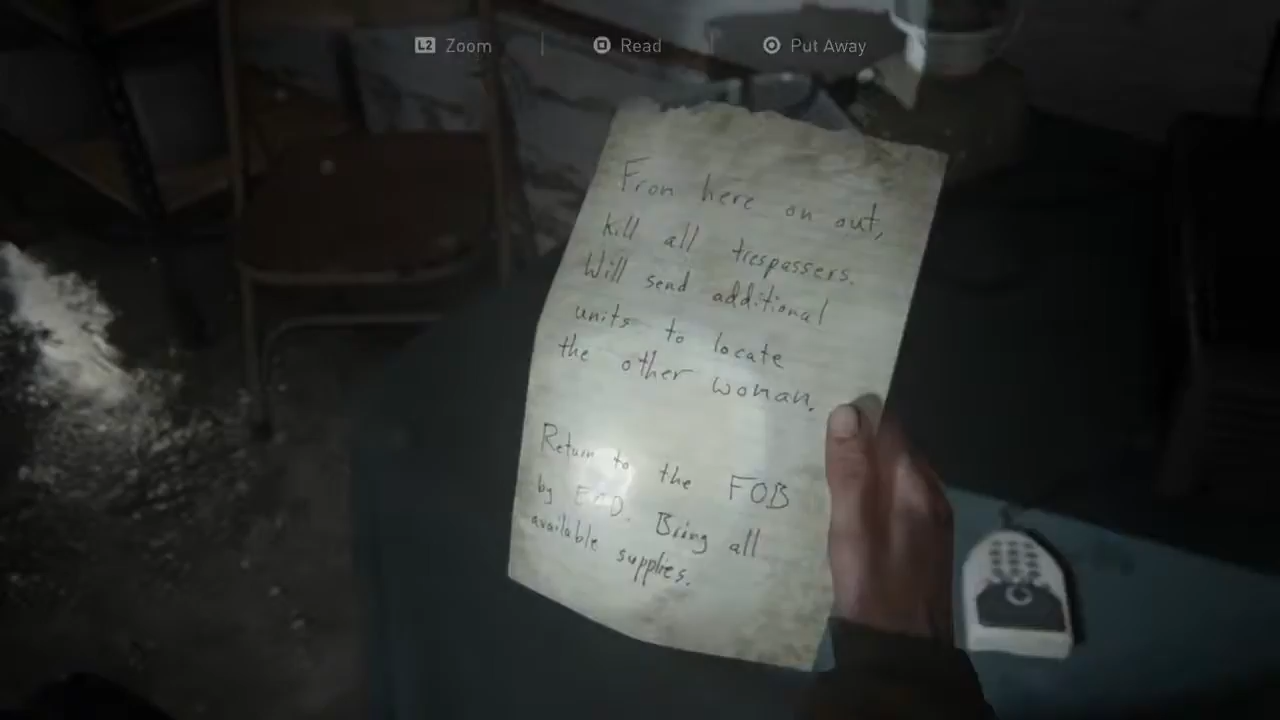 L2 Zoom | Read | Put Away
From here on out,
kill all trespassers.
Will send additional
units to locate
the other woman.
Return to the FOB
by EOD. Bring all
available supplies.